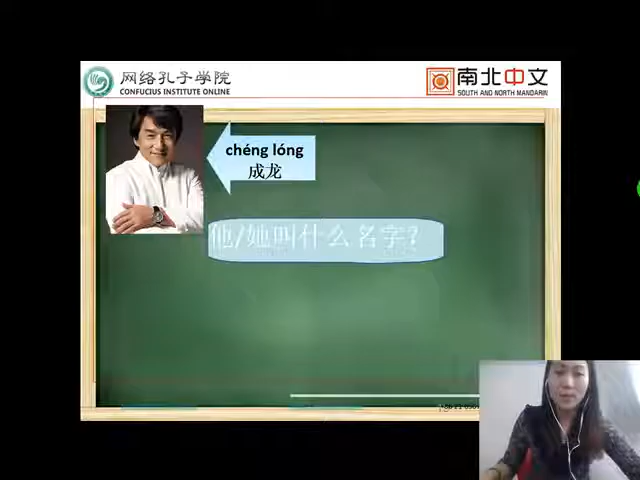 网络孔子学院
CONFUCIUS INSTITUTE ONLINE
南北中文
SOUTH AND NORTH MANDARIN
chéng lóng
成龙
他/她叫什么名字?